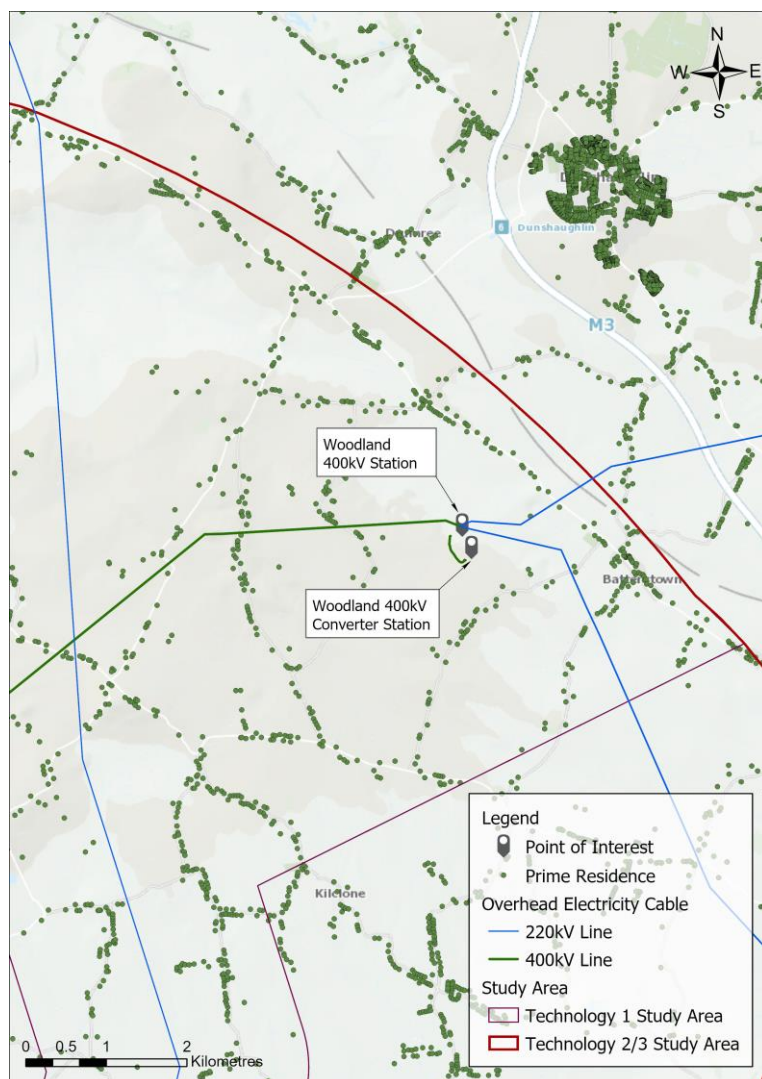 N
W E
S
Dunshaughlin
6 Dunshaughlin
M3
Woodland
400kV Station
Woodland 400kV
Converter Station
Batterstown
Kilclone
Legend
Point of Interest
Prime Residence
Overhead Electricity Cable
220kV Line
400kV Line
Study Area
Technology 1 Study Area
Technology 2/3 Study Area
0 0.5 1 2
Kilometres